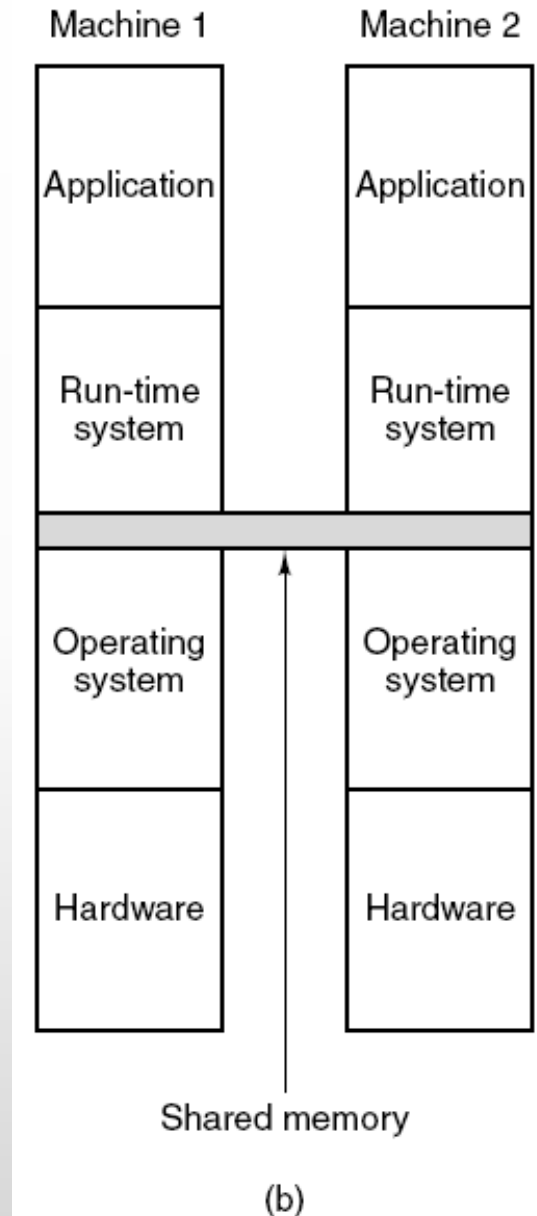 Machine 1 Machine 2
Application Application
Run-time Run-time
system system
Operating Operating
system system
Hardware Hardware
Shared memory
(b)